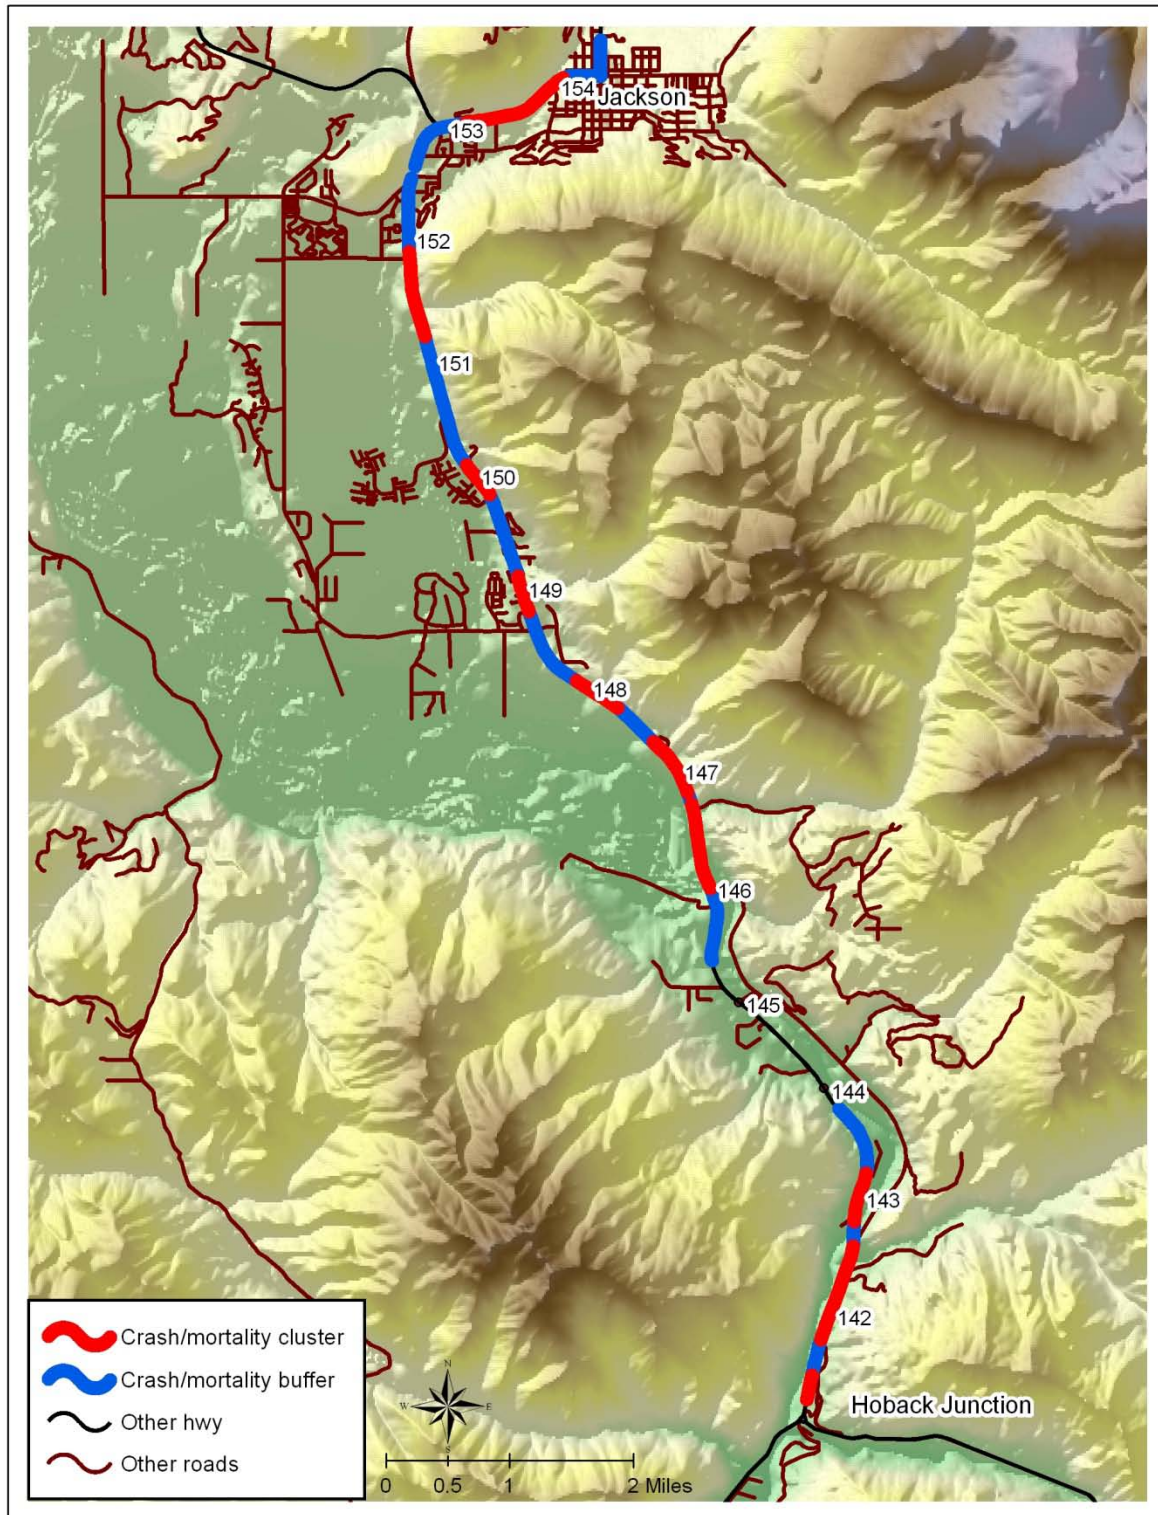 154
Jackson
153
152
151
150
149
148
147
146
145
144
143
142
Hoback Junction
Crash/mortality cluster
Crash/mortality buffer
Other hwy
Other roads
N
W
E
S
0 0.5 1 2 Miles